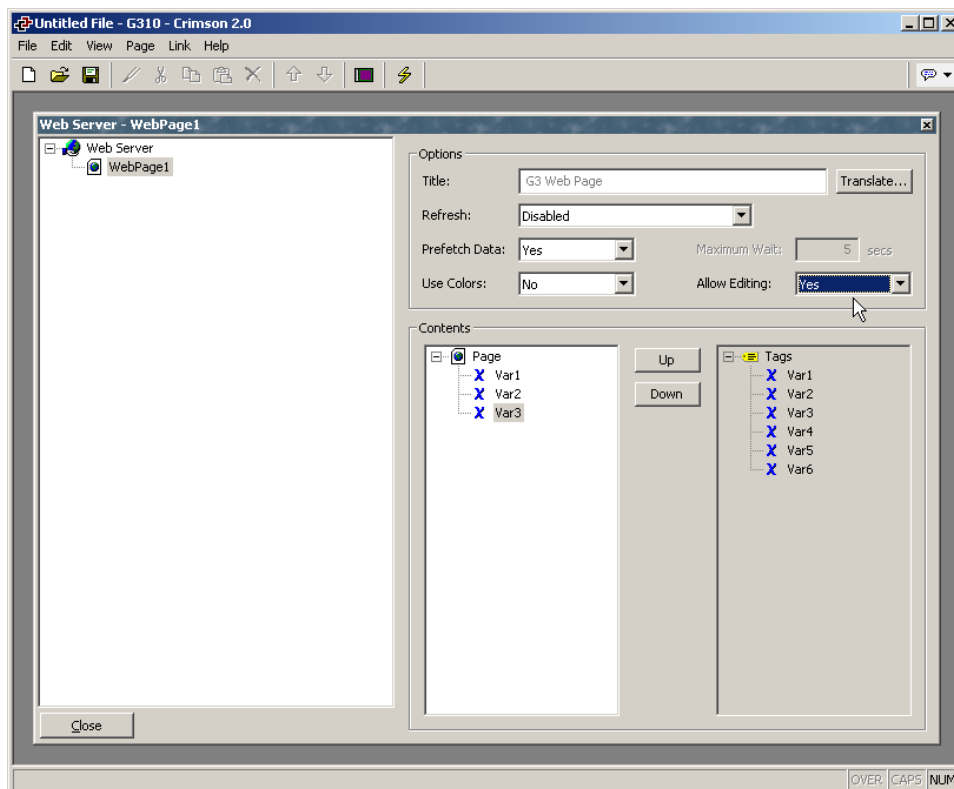 Untitled File - G310 - Crimson 2.0
File Edit View Page Link Help
Web Server - WebPage1
Web Server
WebPage1
Options
Title: G3 Web Page Translate...
Refresh: Disabled
Prefetch Data: Yes Maximum Wait: 5 secs
Use Colors: No Allow Editing: Yes
Contents
Page
Var1
Var2
Var3
Up
Down
Tags
Var1
Var2
Var3
Var4
Var5
Var6
Close
OVER CAPS NUM